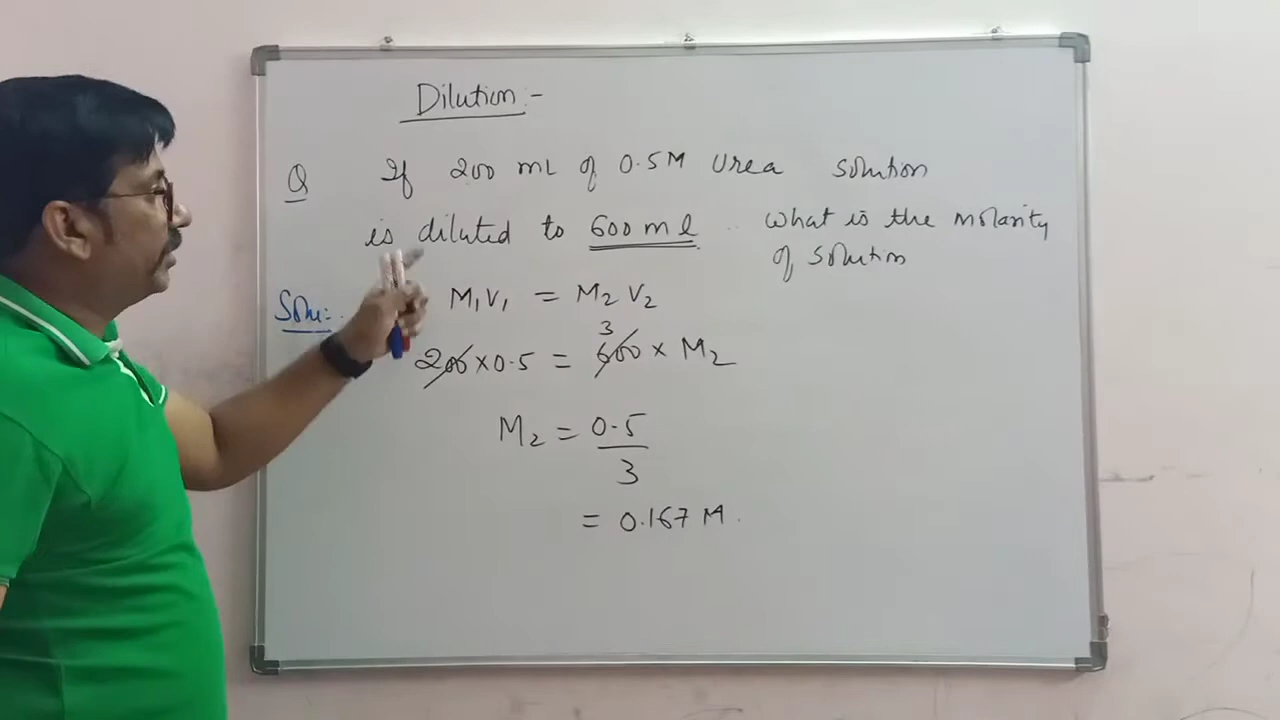 Dilution:-
Q If 200 mL of 0.5M Urea solution
is diluted to 600 ml .. what is the molarity
of solution
Soln:- M₁V₁ = M₂V₂
3
200 × 0.5 = 600 × M₂
M₂ = 0.5
3
= 0.167 M.